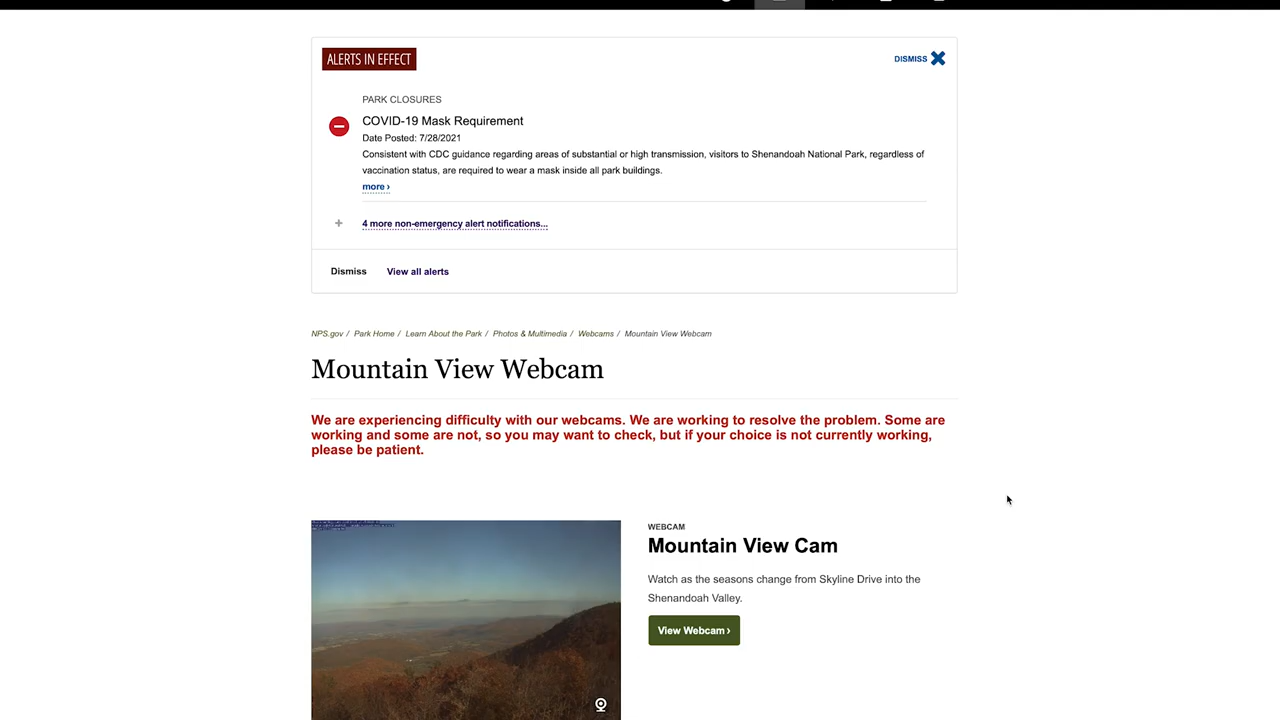 ALERTS IN EFFECT
DISMISS
PARK CLOSURES
COVID-19 Mask Requirement
Date Posted: 7/28/2021
Consistent with CDC guidance regarding areas of substantial or high transmission, visitors to Shenandoah National Park, regardless of
vaccination status, are required to wear a mask inside all park buildings.
more ›
4 more non-emergency alert notifications...
Dismiss View all alerts
NPS.gov / Park Home / Learn About the Park / Photos & Multimedia / Webcams / Mountain View Webcam
Mountain View Webcam
We are experiencing difficulty with our webcams. We are working to resolve the problem. Some are
working and some are not, so you may want to check, but if your choice is not currently working,
please be patient.
WEBCAM
Mountain View Cam
Watch as the seasons change from Skyline Drive into the
Shenandoah Valley.
View Webcam ›